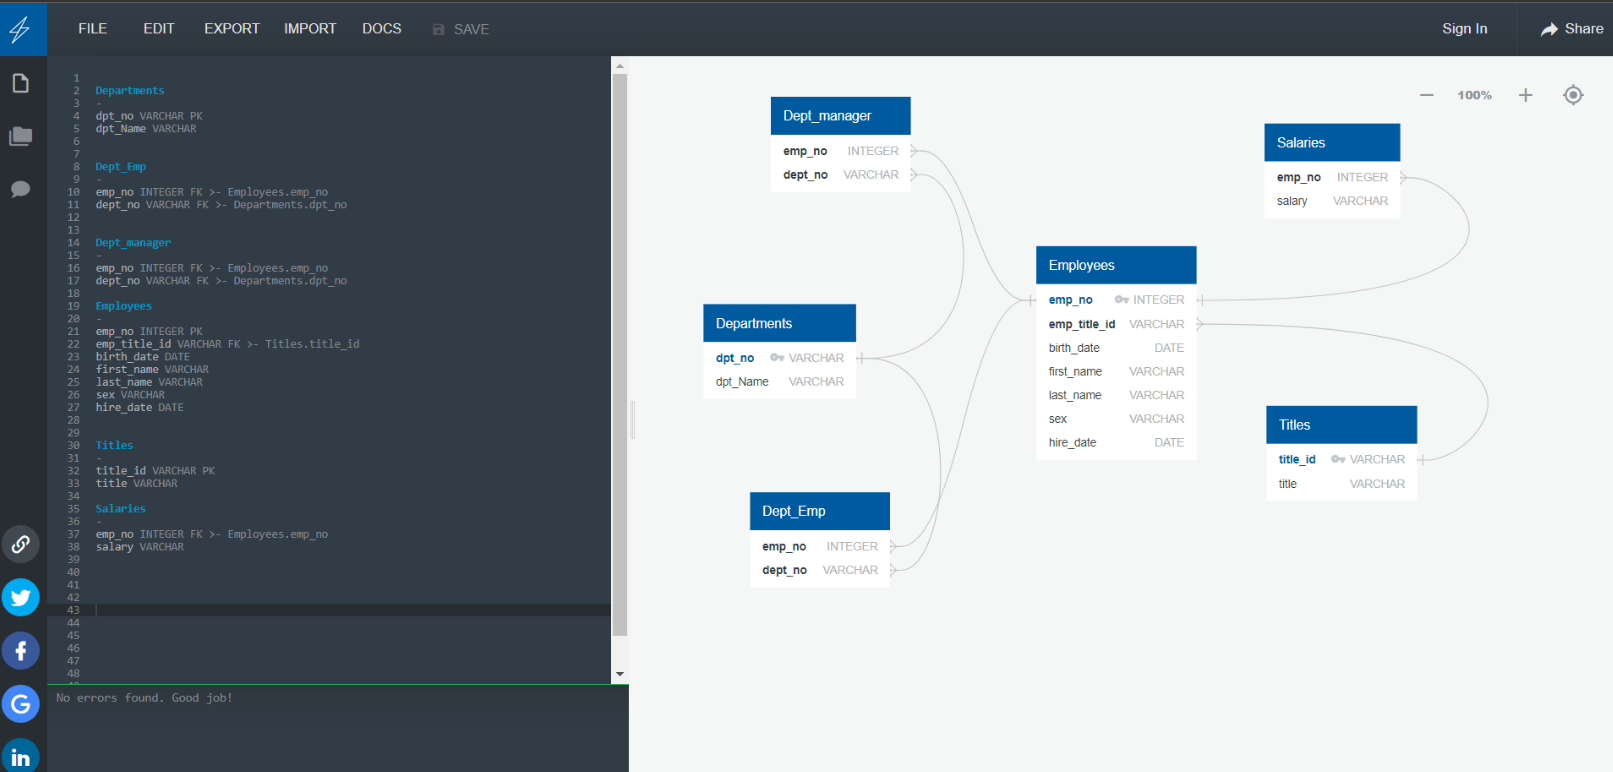 FILE EDIT EXPORT IMPORT DOCS SAVE Sign In Share
1
2 Departments
3 -
4 dpt_no VARCHAR PK
5 dpt_Name VARCHAR
6
7
8 Dept_Emp
9 -
10 emp_no INTEGER FK >- Employees.emp_no
11 dept_no VARCHAR FK >- Departments.dpt_no
12
13
14 Dept_manager
15 -
16 emp_no INTEGER FK >- Employees.emp_no
17 dept_no VARCHAR FK >- Departments.dpt_no
18
19 Employees
20 -
21 emp_no INTEGER PK
22 emp_title_id VARCHAR FK >- Titles.title_id
23 birth_date DATE
24 first_name VARCHAR
25 last_name VARCHAR
26 sex VARCHAR
27 hire_date DATE
28
29
30 Titles
31 -
32 title_id VARCHAR PK
33 title VARCHAR
34
35 Salaries
36 -
37 emp_no INTEGER FK >- Employees.emp_no
38 salary VARCHAR
39
40
41
42
43
44
45
46
47
48
No errors found. Good job!
100%
Dept_manager
emp_no INTEGER
dept_no VARCHAR
Salaries
emp_no INTEGER
salary VARCHAR
Employees
emp_no INTEGER
emp_title_id VARCHAR
birth_date DATE
first_name VARCHAR
last_name VARCHAR
sex VARCHAR
hire_date DATE
Departments
dpt_no VARCHAR
dpt_Name VARCHAR
Titles
title_id VARCHAR
title VARCHAR
Dept_Emp
emp_no INTEGER
dept_no VARCHAR
f
G
in